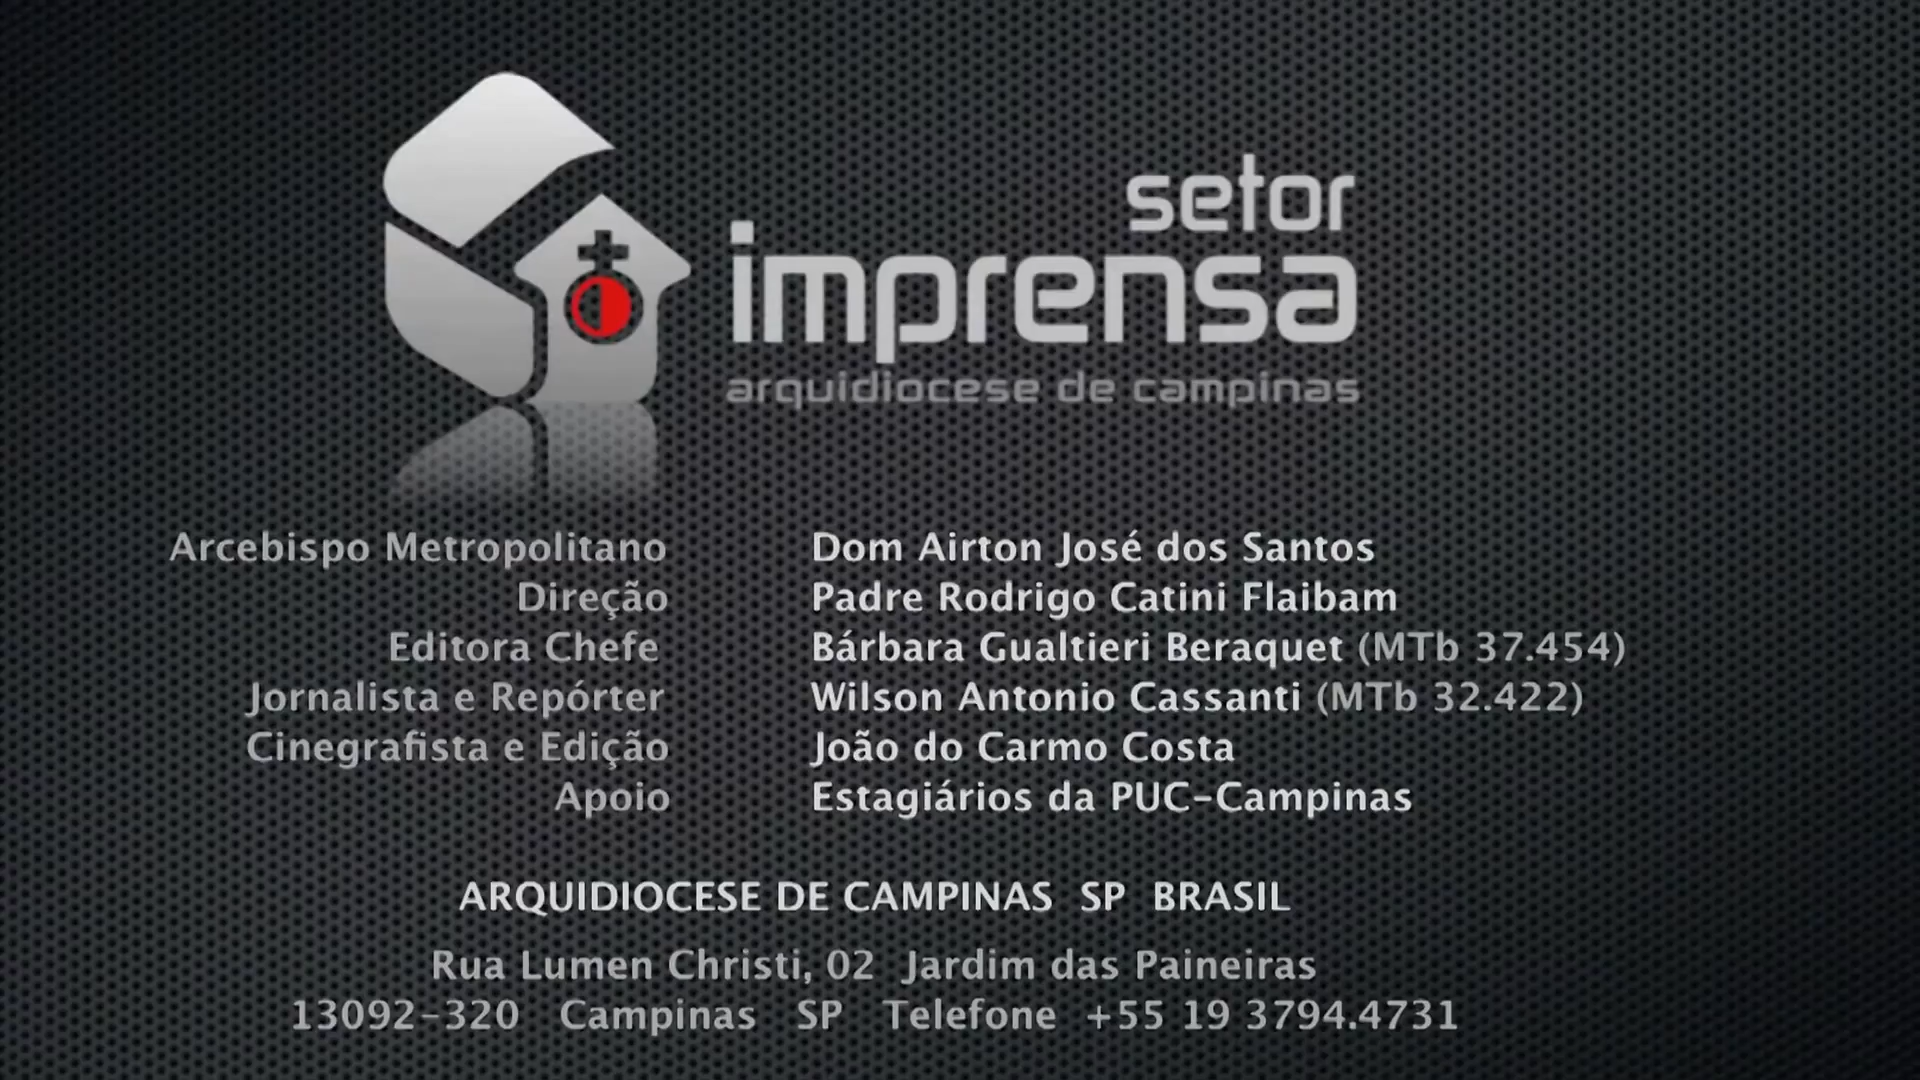 setor
imprensa
arquidiocese de campinas
Arcebispo Metropolitano Dom Airton José dos Santos
Direção Padre Rodrigo Catini Flaibam
Editora Chefe Bárbara Gualtieri Beraquet (MTb 37.454)
Jornalista e Repórter Wilson Antonio Cassanti (MTb 32.422)
Cinegrafista e Edição João do Carmo Costa
Apoio Estagiários da PUC-Campinas
ARQUIDIOCESE DE CAMPINAS SP BRASIL
Rua Lumen Christi, 02 Jardim das Paineiras
13092-320 Campinas SP Telefone +55 19 3794.4731